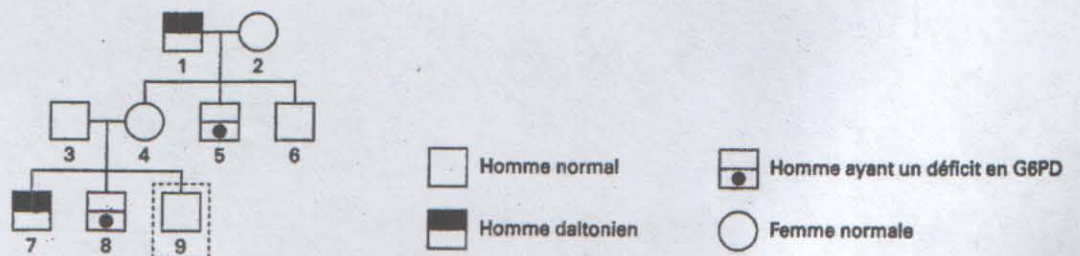 1 2
3 4 5 6
7 8 9
Homme normal
Homme ayant un déficit en G6PD
Homme daltonien
Femme normale